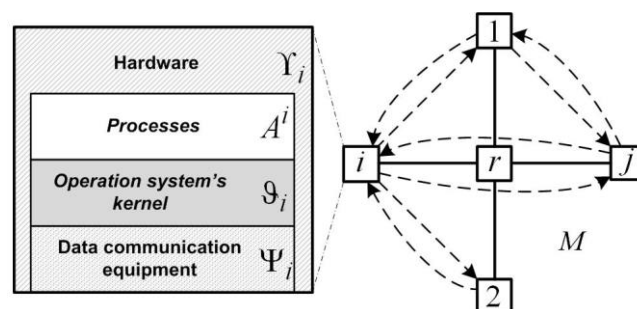 Hardware ϒᵢ
Processes Aⁱ
Operation system's
kernel ϑᵢ
Data communication
equipment Ψᵢ
1
i
r
j
M
2